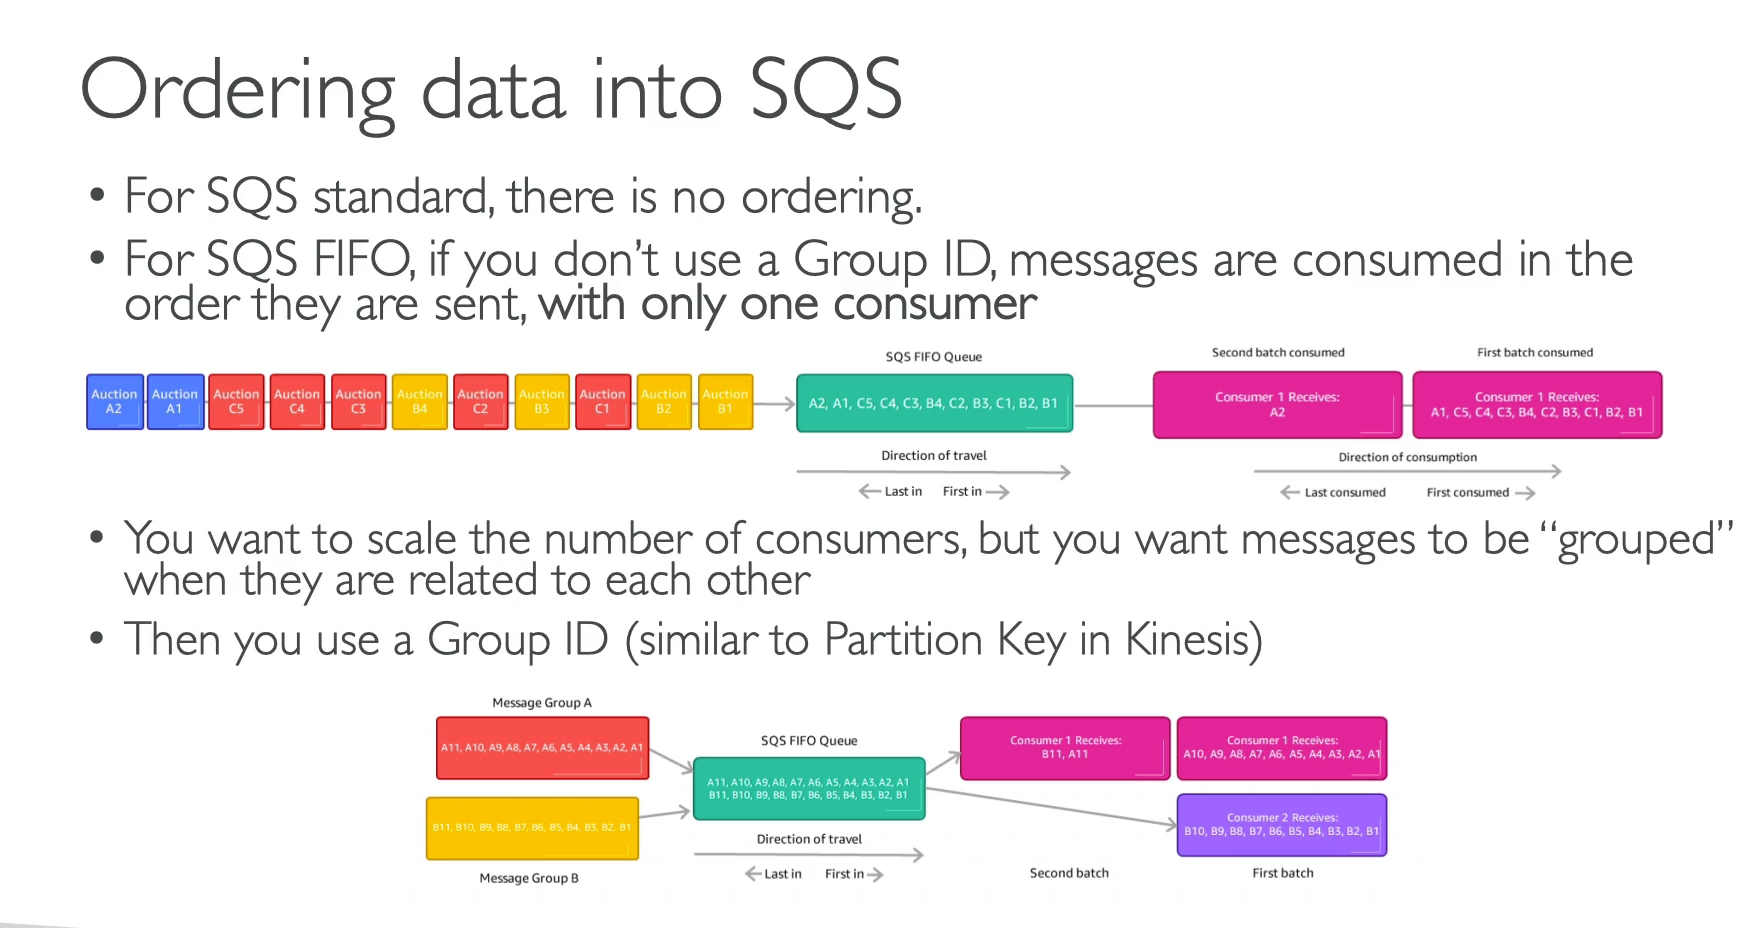 Ordering data into SQS
• For SQS standard, there is no ordering.
• For SQS FIFO, if you don't use a Group ID, messages are consumed in the
order they are sent, with only one consumer
SQS FIFO Queue
Second batch consumed
First batch consumed
Auction A2
Auction A1
Auction C5
Auction C4
Auction C3
Auction B4
Auction C2
Auction B3
Auction C1
Auction B2
Auction B1
A2, A1, C5, C4, C3, B4, C2, B3, C1, B2, B1
Consumer 1 Receives:
A2
Consumer 1 Receives:
A1, C5, C4, C3, B4, C2, B3, C1, B2, B1
Direction of travel
Last in
First in
Direction of consumption
Last consumed
First consumed
• You want to scale the number of consumers, but you want messages to be “grouped”
when they are related to each other
• Then you use a Group ID (similar to Partition Key in Kinesis)
Message Group A
A11, A10, A9, A8, A7, A6, A5, A4, A3, A2, A1
B11, B10, B9, B8, B7, B6, B5, B4, B3, B2, B1
Message Group B
SQS FIFO Queue
A11, A10, A9, A8, A7, A6, A5, A4, A3, A2, A1
B11, B10, B9, B8, B7, B6, B5, B4, B3, B2, B1
Direction of travel
Last in
First in
Consumer 1 Receives:
B11, A11
Consumer 1 Receives:
A10, A9, A8, A7, A6, A5, A4, A3, A2, A1
Consumer 2 Receives:
B10, B9, B8, B7, B6, B5, B4, B3, B2, B1
Second batch
First batch